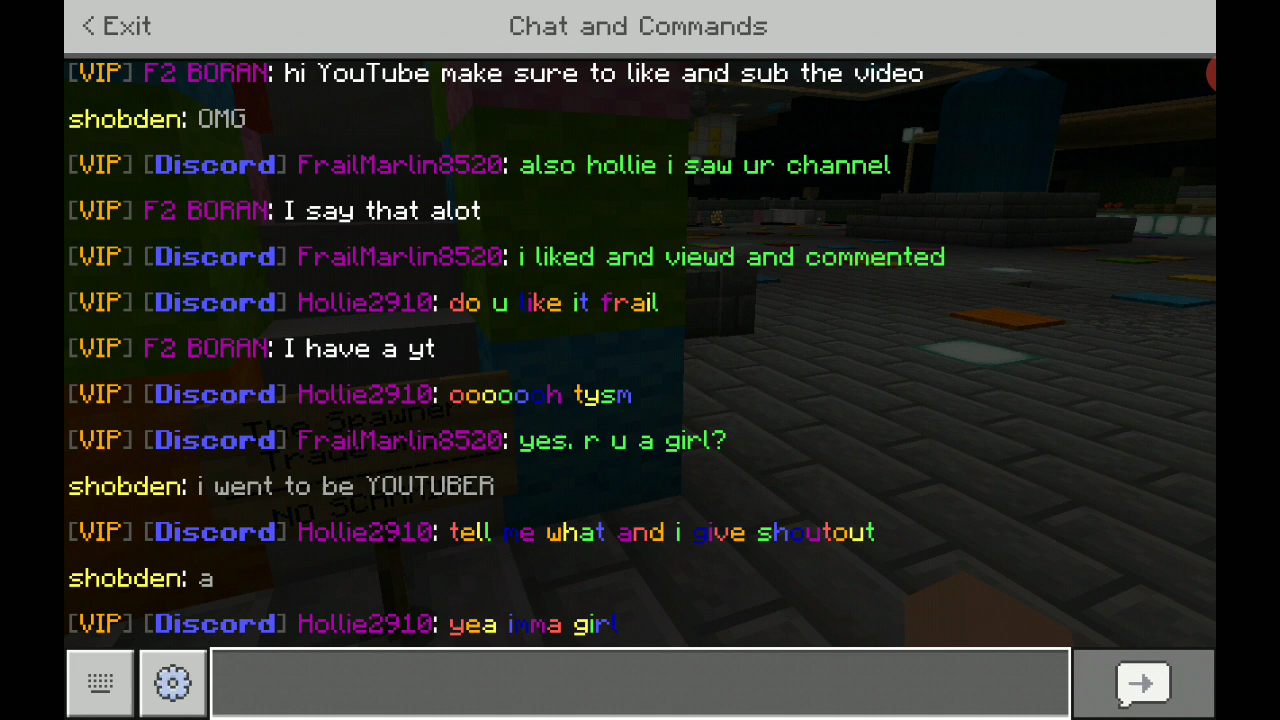 < Exit
Chat and Commands
[VIP] F2 BORAN: hi YouTube make sure to like and sub the video
shobden: OMG
[VIP] [Discord] FrailMarlin8520: also hollie i saw ur channel
[VIP] F2 BORAN: I say that alot
[VIP] [Discord] FrailMarlin8520: i liked and viewd and commented
[VIP] [Discord] Hollie2910: do u like it frail
[VIP] F2 BORAN: I have a yt
[VIP] [Discord] Hollie2910: ooooooh tysm
The Spawner
[VIP] [Discord] FrailMarlin8520: yes. r u a girl?
Trade
shobden: i went to be YOUTUBER
NO
[VIP] [Discord] Hollie2910: tell me what and i give shoutout
shobden: a
[VIP] [Discord] Hollie2910: yea imma girl